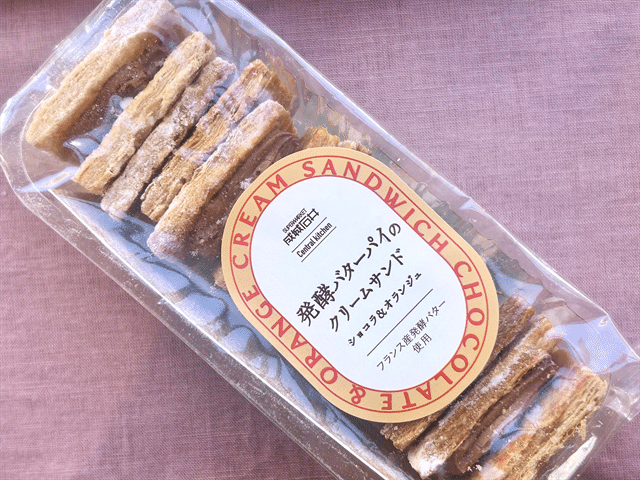 CREAM SANDWICH CHOCOLATE & ORANGE
SUPERMARKET
成城石井
Central kitchen
発酵バターパイの
クリームサンド
ショコラ&オランジュ
フランス産発酵バター
使用